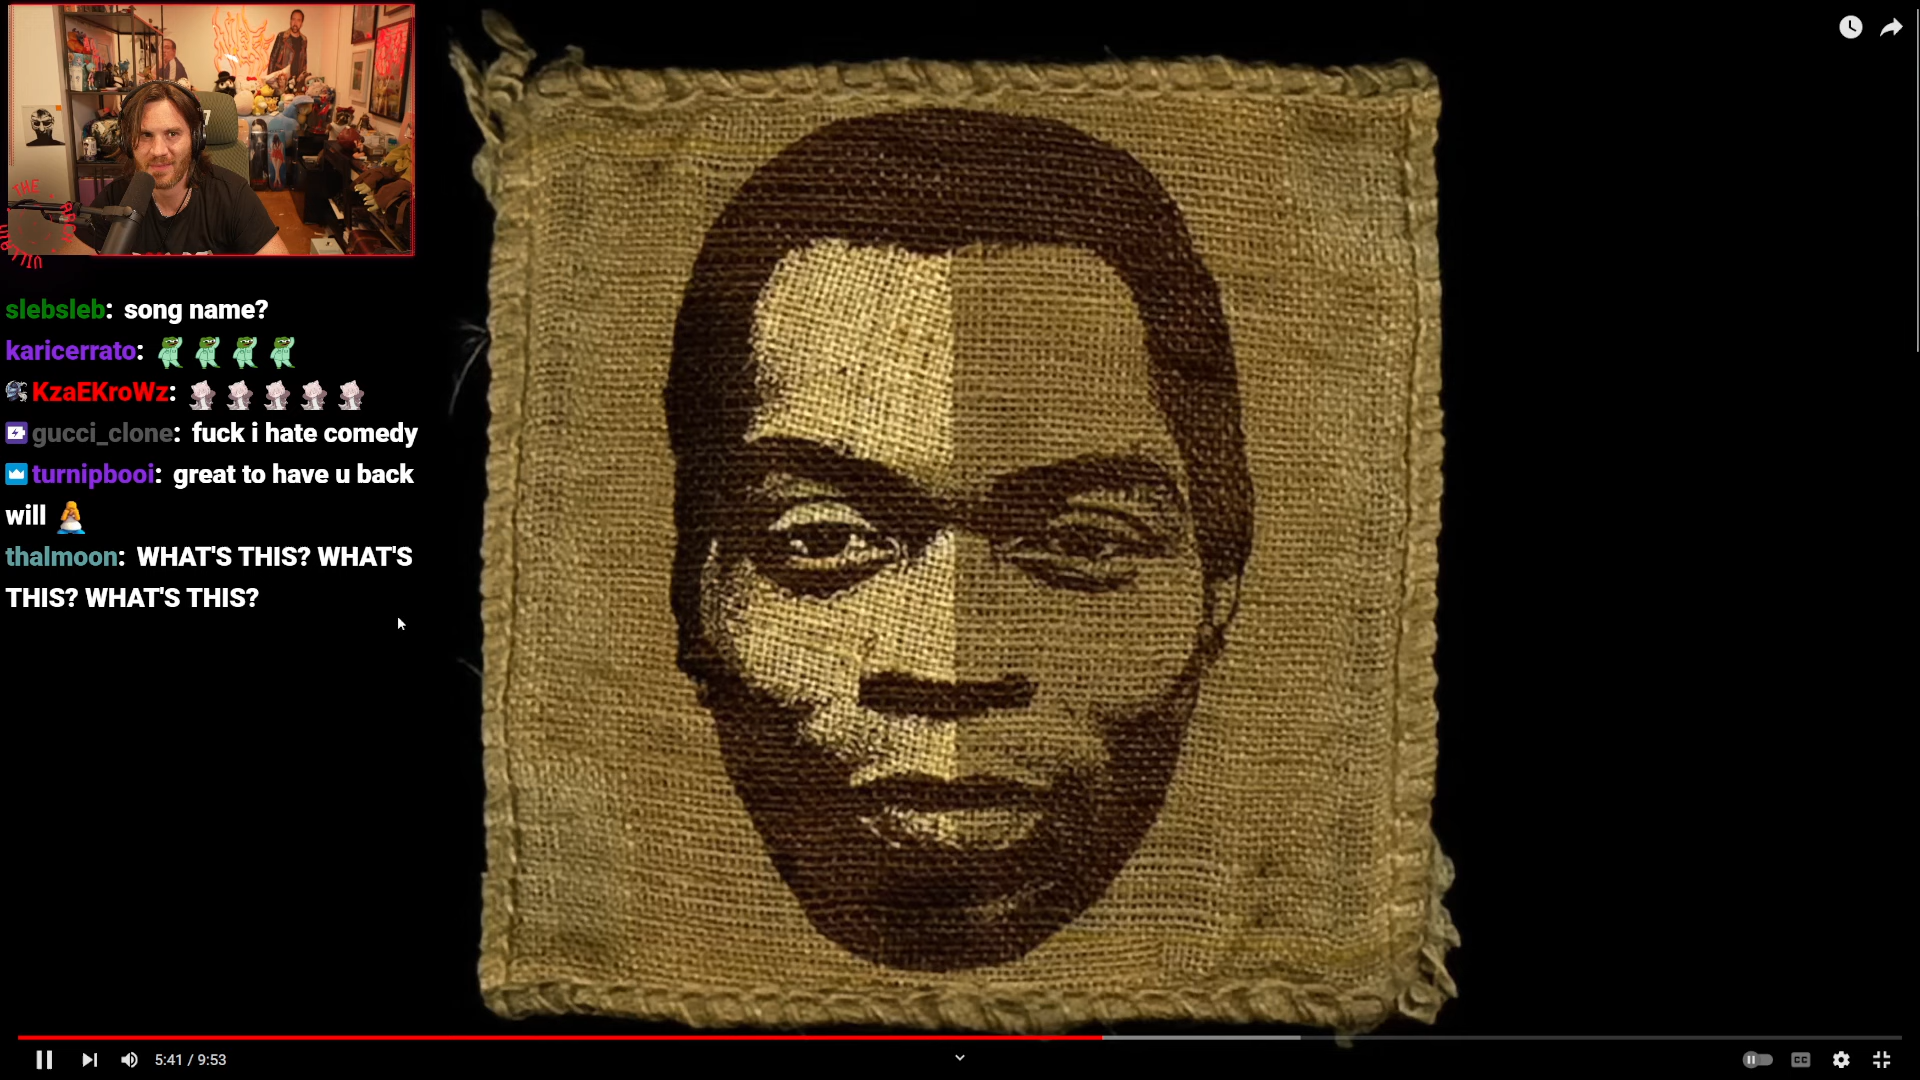 slebsleb: song name?
karicerrato:
KzaEKroWz:
gucci_clone: fuck i hate comedy
turnipbooi: great to have u back
will
thalmoon: WHAT'S THIS? WHAT'S
THIS? WHAT'S THIS?
5:41 / 9:53
CC